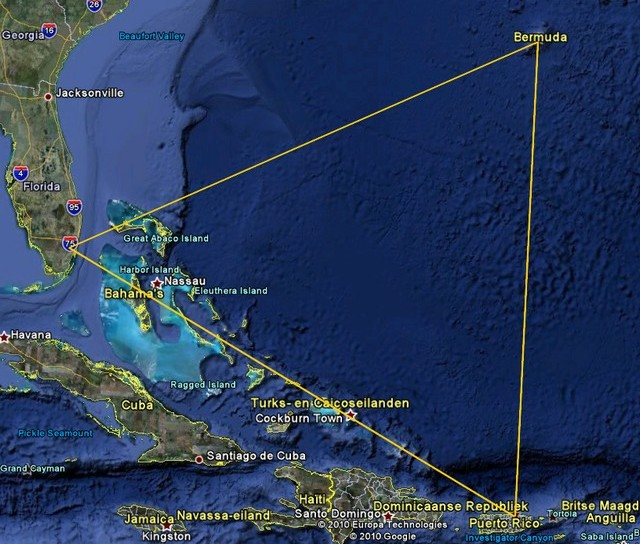 26
Georgia
16
Beaufort Valley
Bermuda
Jacksonville
4
Florida
95
75
Great Abaco Island
Harbor Island
Nassau
Bahama's
Eleuthera Island
Havana
Ragged Island
Cuba
Turks- en Caicoseilanden
Cockburn Town
Pickle Seamount
Santiago de Cuba
Grand Cayman
Haïti
Dominicaanse Republiek
Britse Maagd
Jamaica
Navassa-eiland
Santo Domingo
Tortola
Anguilla
Puerto Rico
© 2010 Europa Technologies
Kingston
© 2010 Google
Investigator Canyon
Saba Island